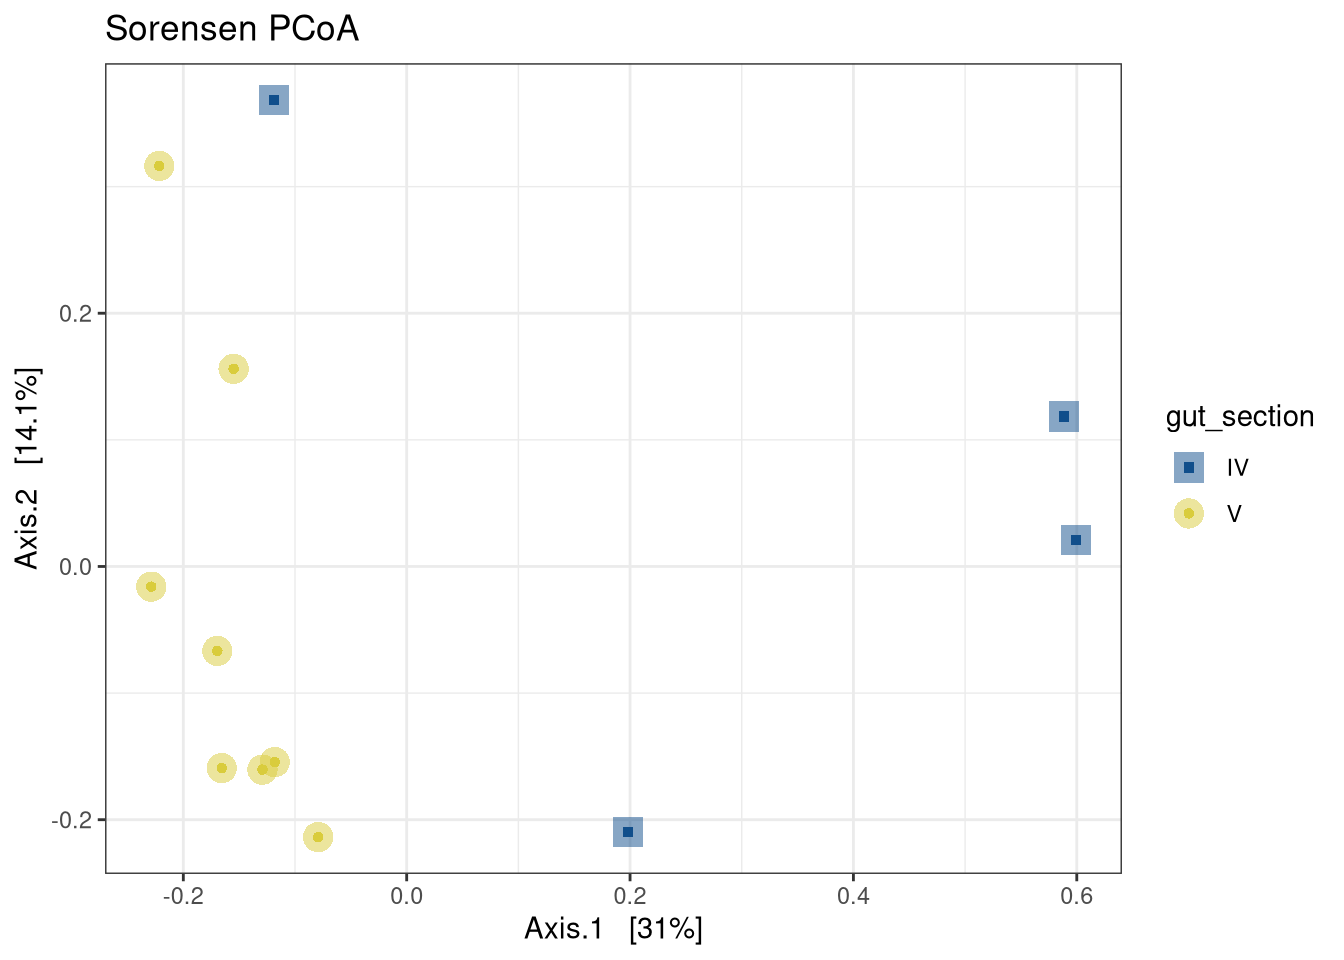 Sorensen PCoA
0.2
0.0
-0.2
Axis.2 [14.1%]
-0.2
0.0
0.2
0.4
0.6
Axis.1 [31%]
gut_section
IV
V